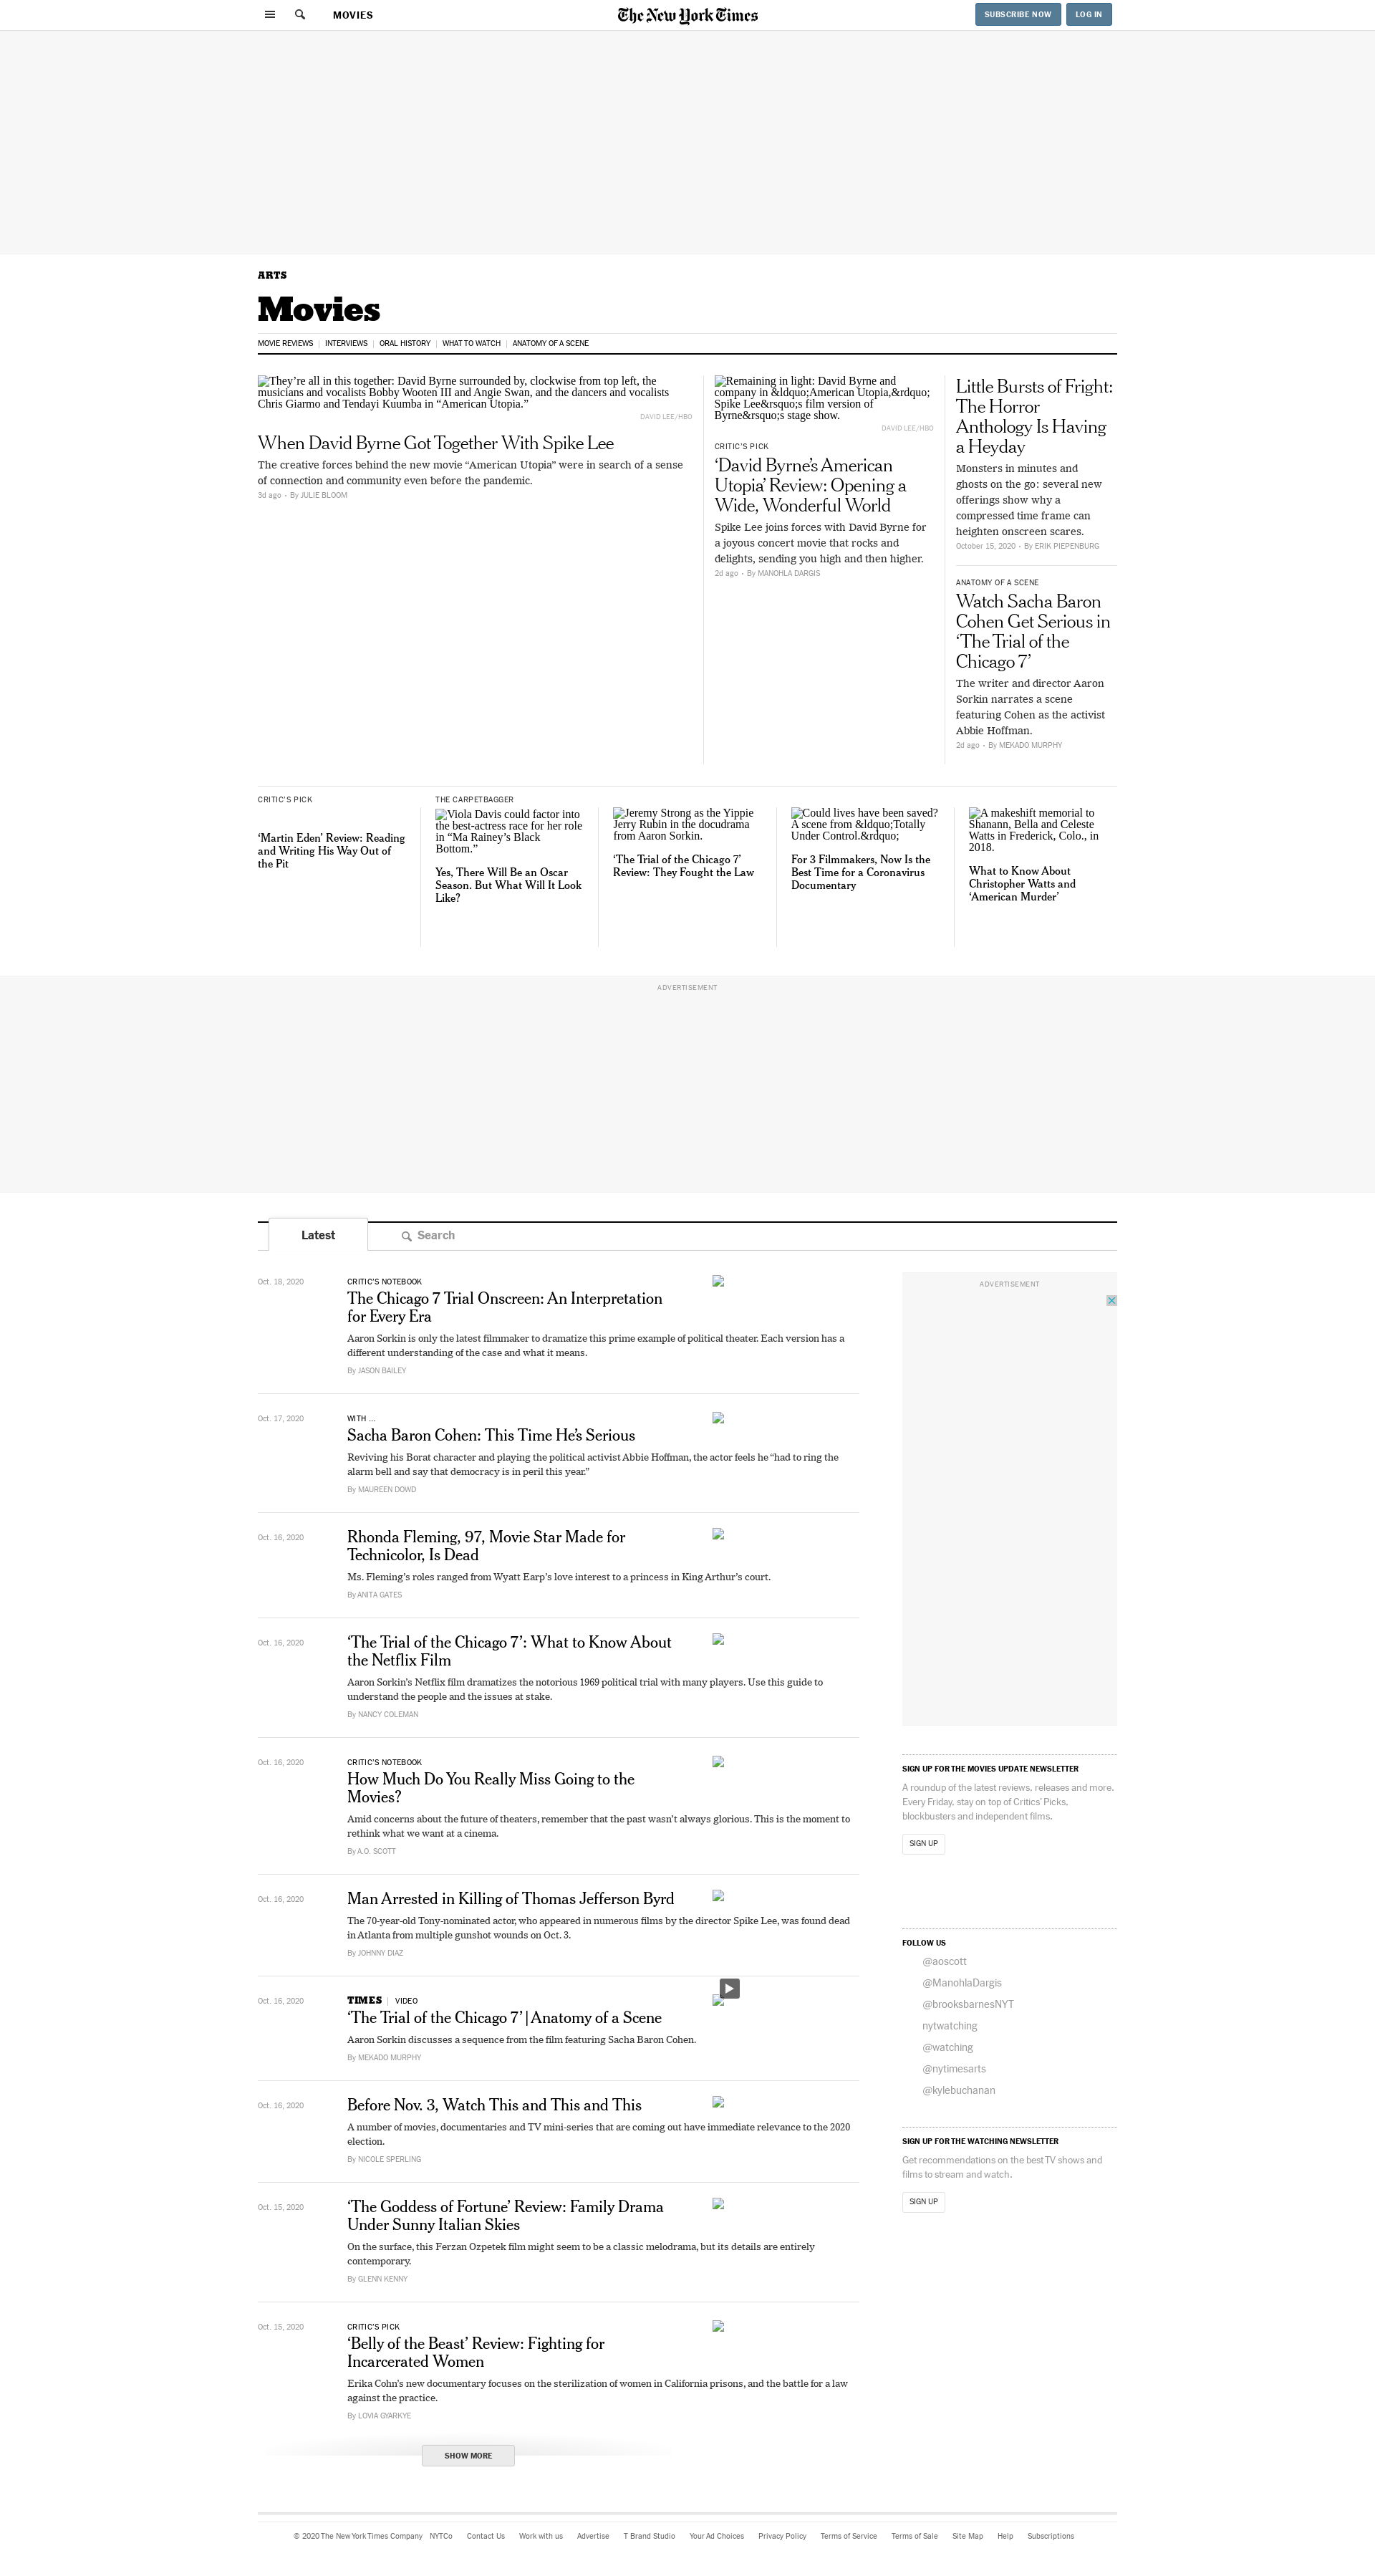 MOVIES
The New York Times
SUBSCRIBE NOW
LOG IN
ARTS
Movies
MOVIE REVIEWS | INTERVIEWS | ORAL HISTORY | WHAT TO WATCH | ANATOMY OF A SCENE
They’re all in this together: David Byrne surrounded by, clockwise from top left, the
musicians and vocalists Bobby Wooten III and Angie Swan, and the dancers and vocalists
Chris Giarmo and Tendayi Kuumba in “American Utopia.”
DAVID LEE/HBO
When David Byrne Got Together With Spike Lee
The creative forces behind the new movie “American Utopia” were in search of a sense
of connection and community even before the pandemic.
3d ago • By JULIE BLOOM
Remaining in light: David Byrne and
company in &ldquo;American Utopia,&rdquo;
Spike Lee&rsquo;s film version of
Byrne&rsquo;s stage show.
DAVID LEE/HBO
CRITIC’S PICK
‘David Byrne’s American
Utopia’ Review: Opening a
Wide, Wonderful World
Spike Lee joins forces with David Byrne for
a joyous concert movie that rocks and
delights, sending you high and then higher.
2d ago • By MANOHLA DARGIS
Little Bursts of Fright:
The Horror
Anthology Is Having
a Heyday
Monsters in minutes and
ghosts on the go: several new
offerings show why a
compressed time frame can
heighten onscreen scares.
October 15, 2020 • By ERIK PIEPENBURG
ANATOMY OF A SCENE
Watch Sacha Baron
Cohen Get Serious in
‘The Trial of the
Chicago 7’
The writer and director Aaron
Sorkin narrates a scene
featuring Cohen as the activist
Abbie Hoffman.
2d ago • By MEKADO MURPHY
CRITIC’S PICK
‘Martin Eden’ Review: Reading
and Writing His Way Out of
the Pit
THE CARPETBAGGER
Viola Davis could factor into
the best-actress race for her role
in “Ma Rainey’s Black
Bottom.”
Yes, There Will Be an Oscar
Season. But What Will It Look
Like?
Jeremy Strong as the Yippie
Jerry Rubin in the docudrama
from Aaron Sorkin.
‘The Trial of the Chicago 7’
Review: They Fought the Law
Could lives have been saved?
A scene from &ldquo;Totally
Under Control.&rdquo;
For 3 Filmmakers, Now Is the
Best Time for a Coronavirus
Documentary
A makeshift memorial to
Shanann, Bella and Celeste
Watts in Frederick, Colo., in
2018.
What to Know About
Christopher Watts and
‘American Murder’
ADVERTISEMENT
Latest
Search
Oct. 18, 2020
CRITIC’S NOTEBOOK
The Chicago 7 Trial Onscreen: An Interpretation
for Every Era
Aaron Sorkin is only the latest filmmaker to dramatize this prime example of political theater. Each version has a
different understanding of the case and what it means.
By JASON BAILEY
Oct. 17, 2020
WITH ...
Sacha Baron Cohen: This Time He’s Serious
Reviving his Borat character and playing the political activist Abbie Hoffman, the actor feels he “had to ring the
alarm bell and say that democracy is in peril this year.”
By MAUREEN DOWD
Oct. 16, 2020
Rhonda Fleming, 97, Movie Star Made for
Technicolor, Is Dead
Ms. Fleming’s roles ranged from Wyatt Earp’s love interest to a princess in King Arthur’s court.
By ANITA GATES
Oct. 16, 2020
‘The Trial of the Chicago 7’: What to Know About
the Netflix Film
Aaron Sorkin’s Netflix film dramatizes the notorious 1969 political trial with many players. Use this guide to
understand the people and the issues at stake.
By NANCY COLEMAN
Oct. 16, 2020
CRITIC’S NOTEBOOK
How Much Do You Really Miss Going to the
Movies?
Amid concerns about the future of theaters, remember that the past wasn’t always glorious. This is the moment to
rethink what we want at a cinema.
By A.O. SCOTT
Oct. 16, 2020
Man Arrested in Killing of Thomas Jefferson Byrd
The 70-year-old Tony-nominated actor, who appeared in numerous films by the director Spike Lee, was found dead
in Atlanta from multiple gunshot wounds on Oct. 3.
By JOHNNY DIAZ
Oct. 16, 2020
TIMES | VIDEO
‘The Trial of the Chicago 7’ | Anatomy of a Scene
Aaron Sorkin discusses a sequence from the film featuring Sacha Baron Cohen.
By MEKADO MURPHY
Oct. 16, 2020
Before Nov. 3, Watch This and This and This
A number of movies, documentaries and TV mini-series that are coming out have immediate relevance to the 2020
election.
By NICOLE SPERLING
Oct. 15, 2020
‘The Goddess of Fortune’ Review: Family Drama
Under Sunny Italian Skies
On the surface, this Ferzan Ozpetek film might seem to be a classic melodrama, but its details are entirely
contemporary.
By GLENN KENNY
Oct. 15, 2020
CRITIC’S PICK
‘Belly of the Beast’ Review: Fighting for
Incarcerated Women
Erika Cohn’s new documentary focuses on the sterilization of women in California prisons, and the battle for a law
against the practice.
By LOVIA GYARKYE
SHOW MORE
ADVERTISEMENT
SIGN UP FOR THE MOVIES UPDATE NEWSLETTER
A roundup of the latest reviews, releases and more.
Every Friday, stay on top of Critics’ Picks,
blockbusters and independent films.
SIGN UP
FOLLOW US
@aoscott
@ManohlaDargis
@brooksbarnesNYT
nytwatching
@watching
@nytimesarts
@kylebuchanan
SIGN UP FOR THE WATCHING NEWSLETTER
Get recommendations on the best TV shows and
films to stream and watch.
SIGN UP
© 2020 The New York Times Company NYTCo Contact Us Work with us Advertise T Brand Studio Your Ad Choices Privacy Policy Terms of Service Terms of Sale Site Map Help Subscriptions